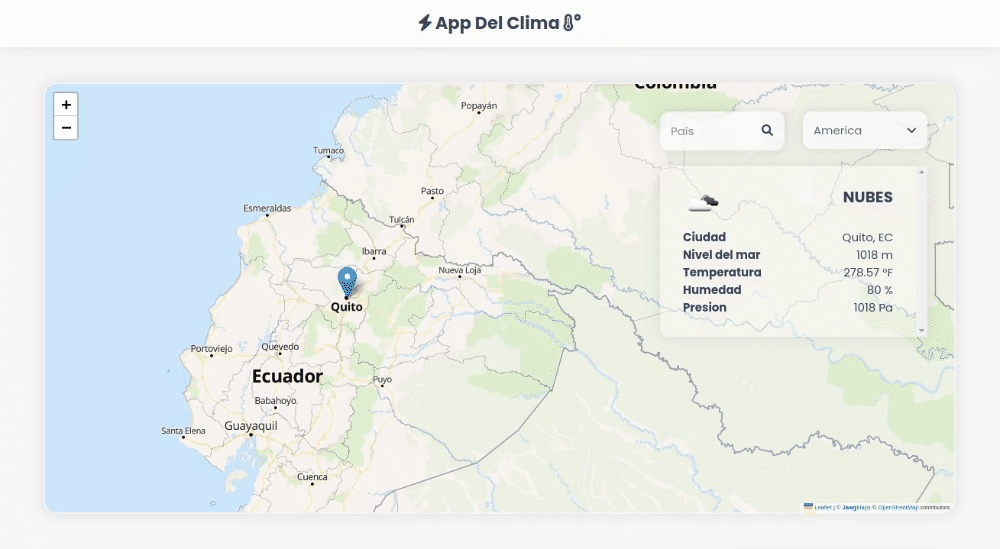 App Del Clima
+
−
Colombia
Popayán
País
America
Tumaco
Pasto
NUBES
Esmeraldas
Tulcán
Ciudad Quito, EC
Nivel del mar 1018 m
Ibarra
Nueva Loja
Temperatura 278.57 °F
Humedad 80 %
Quito
Presion 1018 Pa
Portoviejo
Quevedo
Ecuador
Puyo
Babahoyo
Santa Elena
Guayaquil
Cuenca
Leaflet | © JawgMaps © OpenStreetMap contributors